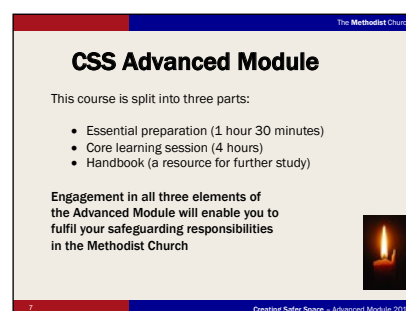 The Methodist Churc
CSS Advanced Module
This course is split into three parts:
• Essential preparation (1 hour 30 minutes)
• Core learning session (4 hours)
• Handbook (a resource for further study)
Engagement in all three elements of
the Advanced Module will enable you to
fulfil your safeguarding responsibilities
in the Methodist Church
7
Creating Safer Space – Advanced Module 201